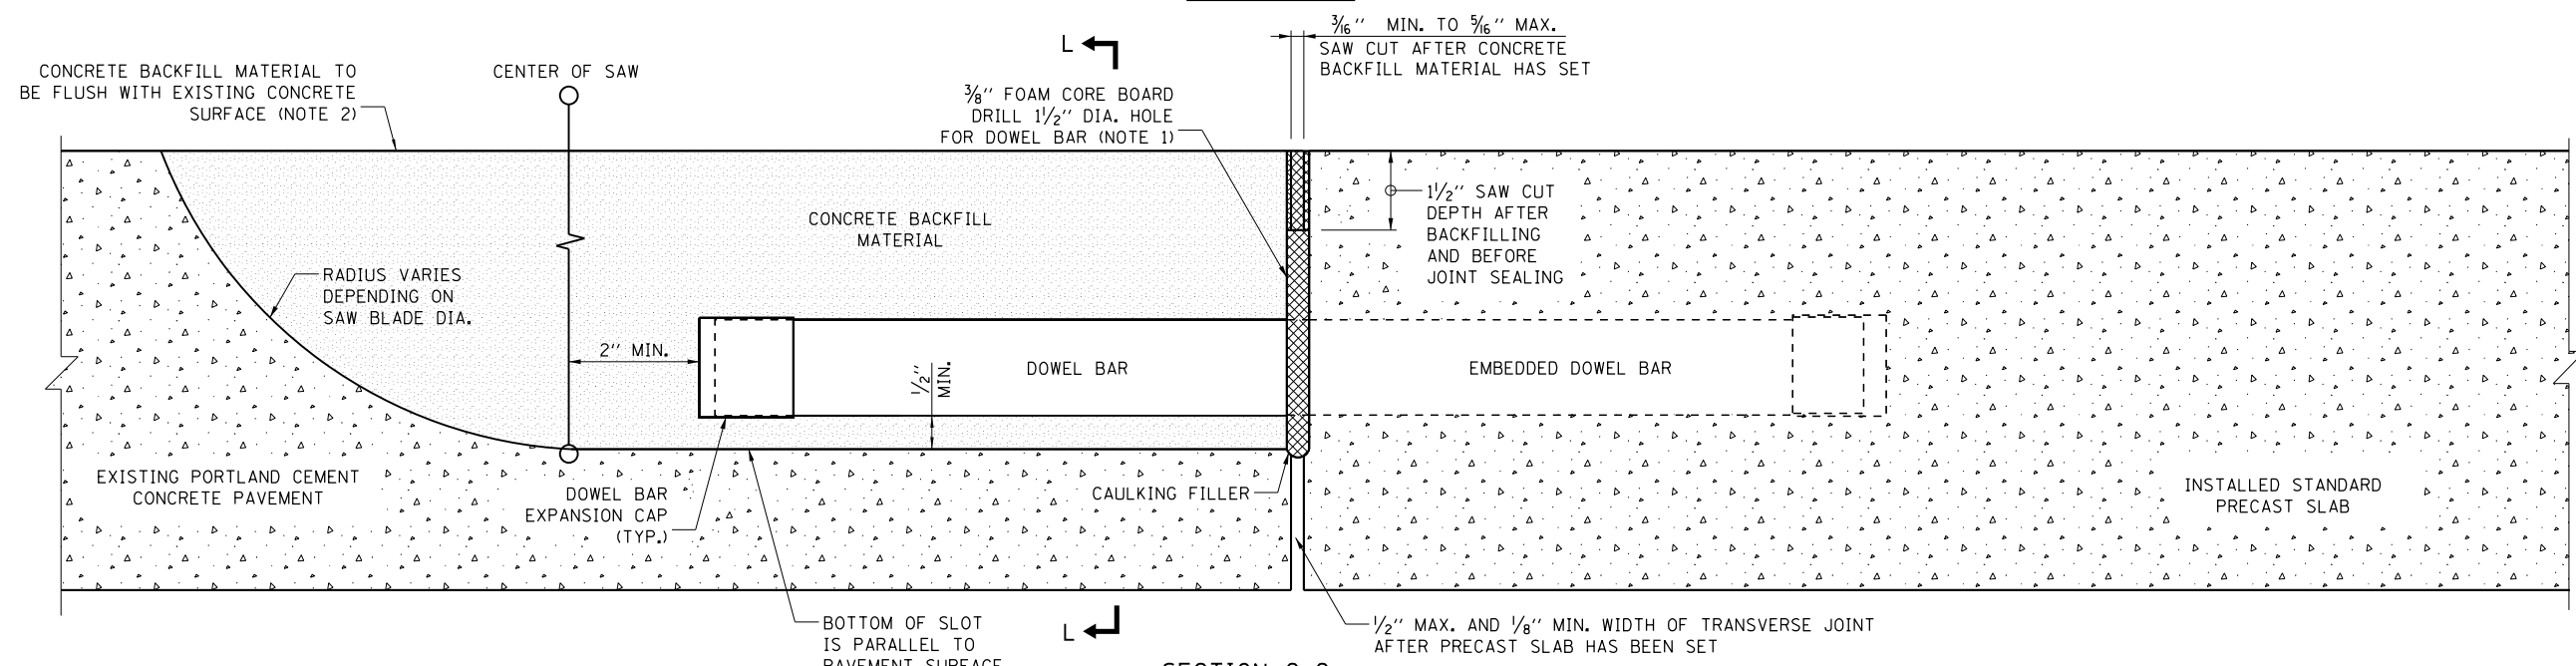 3/16" MIN. TO 5/16" MAX.
SAW CUT AFTER CONCRETE
BACKFILL MATERIAL HAS SET
L
CONCRETE BACKFILL MATERIAL TO
BE FLUSH WITH EXISTING CONCRETE
SURFACE (NOTE 2)
CENTER OF SAW
3/8" FOAM CORE BOARD
DRILL 1 1/2" DIA. HOLE
FOR DOWEL BAR (NOTE 1)
CONCRETE BACKFILL
MATERIAL
1 1/2" SAW CUT
DEPTH AFTER
BACKFILLING
AND BEFORE
JOINT SEALING
RADIUS VARIES
DEPENDING ON
SAW BLADE DIA.
2" MIN.
1/2"
MIN.
DOWEL BAR
EMBEDDED DOWEL BAR
EXISTING PORTLAND CEMENT
CONCRETE PAVEMENT
DOWEL BAR
EXPANSION CAP
(TYP.)
CAULKING FILLER
INSTALLED STANDARD
PRECAST SLAB
BOTTOM OF SLOT
IS PARALLEL TO
PAVEMENT SURFACE
L
1/2" MAX. AND 1/8" MIN. WIDTH OF TRANSVERSE JOINT
AFTER PRECAST SLAB HAS BEEN SET
SECTION